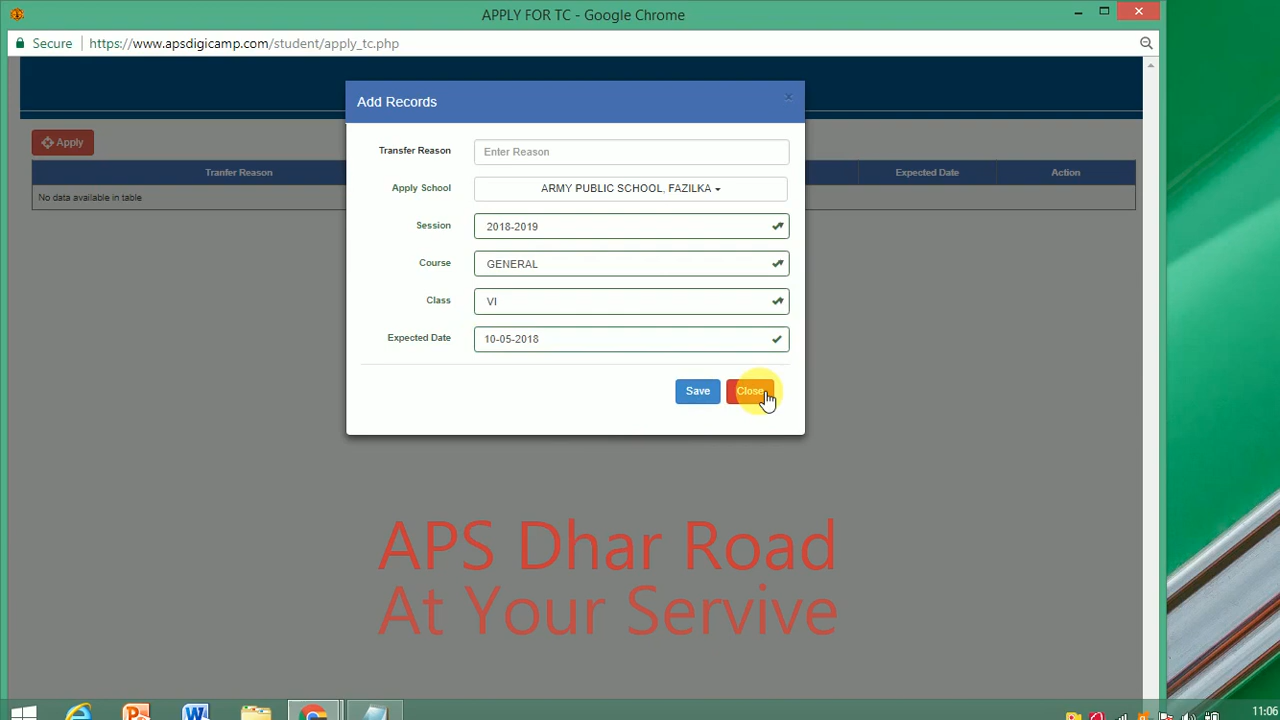 APPLY FOR TC - Google Chrome
Secure https://www.apsdigicamp.com/student/apply_tc.php
Add Records ×
Apply
Transfer Reason Enter Reason
Tranfer Reason Expected Date Action
Apply School ARMY PUBLIC SCHOOL, FAZILKA
No data available in table
Session 2018-2019
Course GENERAL
Class VI
Expected Date 10-05-2018
Save Close
APS Dhar Road
At Your Servive
11:06